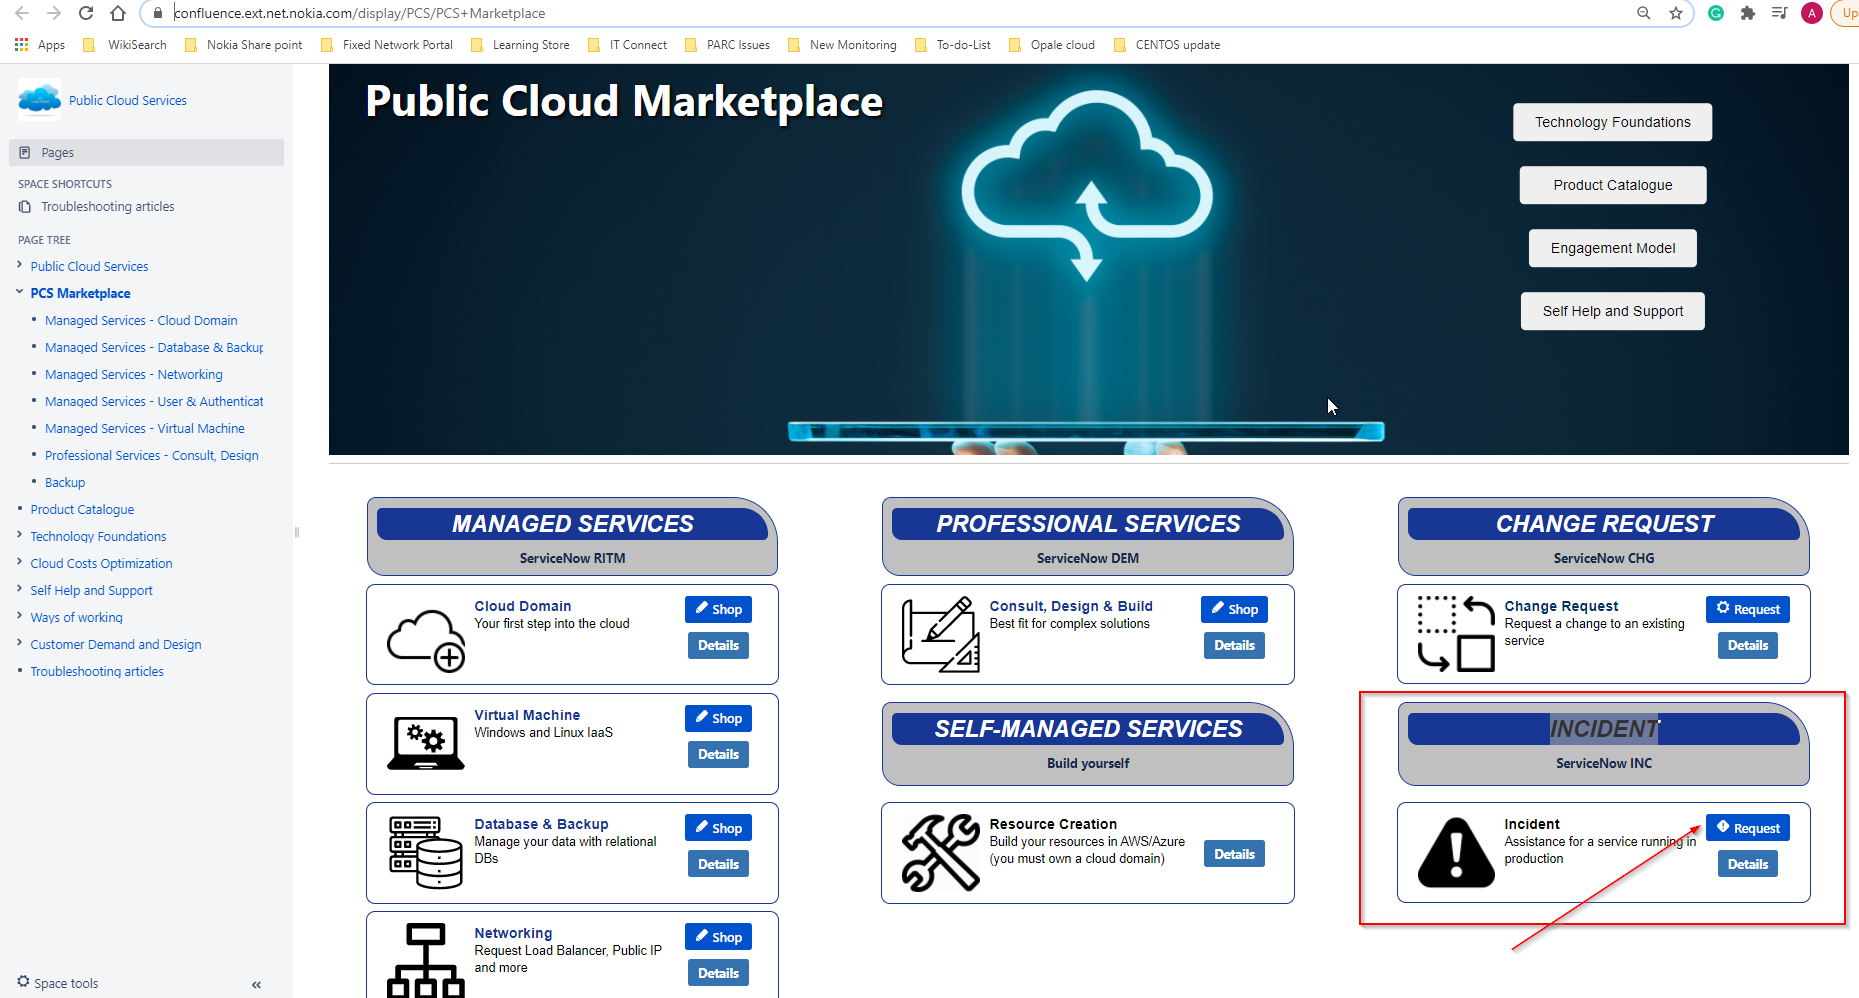 confluence.ext.net.nokia.com/display/PCS/PCS+Marketplace
A
Up
Apps
WikiSearch
Nokia Share point
Fixed Network Portal
Learning Store
IT Connect
PARC Issues
New Monitoring
To-do-List
Opale cloud
CENTOS update
Public Cloud Services
Pages
SPACE SHORTCUTS
Troubleshooting articles
PAGE TREE
Public Cloud Services
PCS Marketplace
Managed Services - Cloud Domain
Managed Services - Database & Backup
Managed Services - Networking
Managed Services - User & Authenticat
Managed Services - Virtual Machine
Professional Services - Consult, Design
Backup
Product Catalogue
Technology Foundations
Cloud Costs Optimization
Self Help and Support
Ways of working
Customer Demand and Design
Troubleshooting articles
Space tools
Public Cloud Marketplace
Technology Foundations
Product Catalogue
Engagement Model
Self Help and Support
MANAGED SERVICES
ServiceNow RITM
Cloud Domain
Your first step into the cloud
Shop
Details
Virtual Machine
Windows and Linux IaaS
Shop
Details
Database & Backup
Manage your data with relational
DBs
Shop
Details
Networking
Request Load Balancer, Public IP
and more
Shop
Details
PROFESSIONAL SERVICES
ServiceNow DEM
Consult, Design & Build
Best fit for complex solutions
Shop
Details
SELF-MANAGED SERVICES
Build yourself
Resource Creation
Build your resources in AWS/Azure
(you must own a cloud domain)
Details
CHANGE REQUEST
ServiceNow CHG
Change Request
Request a change to an existing
service
Request
Details
INCIDENT
ServiceNow INC
Incident
Assistance for a service running in
production
Request
Details